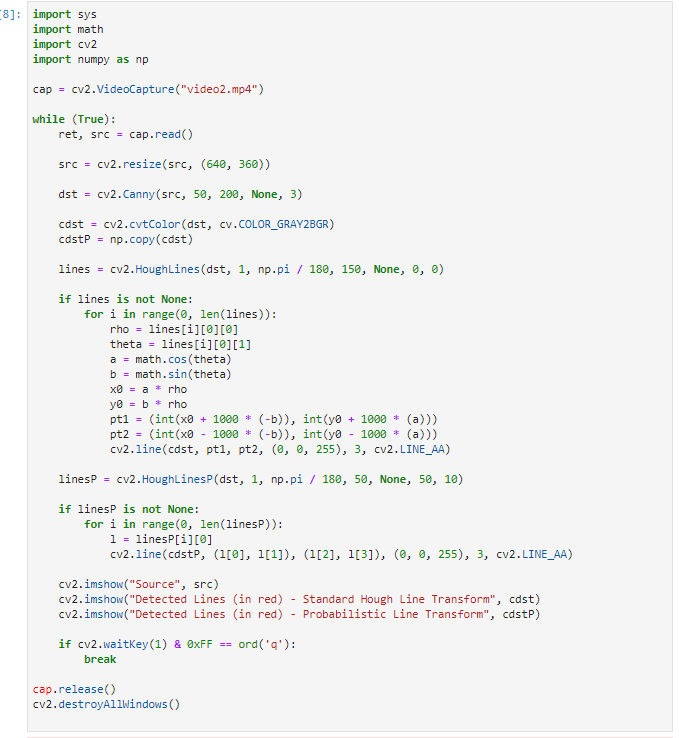 [8]:
import sys
import math
import cv2
import numpy as np

cap = cv2.VideoCapture("video2.mp4")

while (True):
    ret, src = cap.read()

    src = cv2.resize(src, (640, 360))

    dst = cv2.Canny(src, 50, 200, None, 3)

    cdst = cv2.cvtColor(dst, cv.COLOR_GRAY2BGR)
    cdstP = np.copy(cdst)

    lines = cv2.HoughLines(dst, 1, np.pi / 180, 150, None, 0, 0)

    if lines is not None:
        for i in range(0, len(lines)):
            rho = lines[i][0][0]
            theta = lines[i][0][1]
            a = math.cos(theta)
            b = math.sin(theta)
            x0 = a * rho
            y0 = b * rho
            pt1 = (int(x0 + 1000 * (-b)), int(y0 + 1000 * (a)))
            pt2 = (int(x0 - 1000 * (-b)), int(y0 - 1000 * (a)))
            cv2.line(cdst, pt1, pt2, (0, 0, 255), 3, cv2.LINE_AA)

    linesP = cv2.HoughLinesP(dst, 1, np.pi / 180, 50, None, 50, 10)

    if linesP is not None:
        for i in range(0, len(linesP)):
            l = linesP[i][0]
            cv2.line(cdstP, (l[0], l[1]), (l[2], l[3]), (0, 0, 255), 3, cv2.LINE_AA)

    cv2.imshow("Source", src)
    cv2.imshow("Detected Lines (in red) - Standard Hough Line Transform", cdst)
    cv2.imshow("Detected Lines (in red) - Probabilistic Line Transform", cdstP)

    if cv2.waitKey(1) & 0xFF == ord('q'):
        break

cap.release()
cv2.destroyAllWindows()